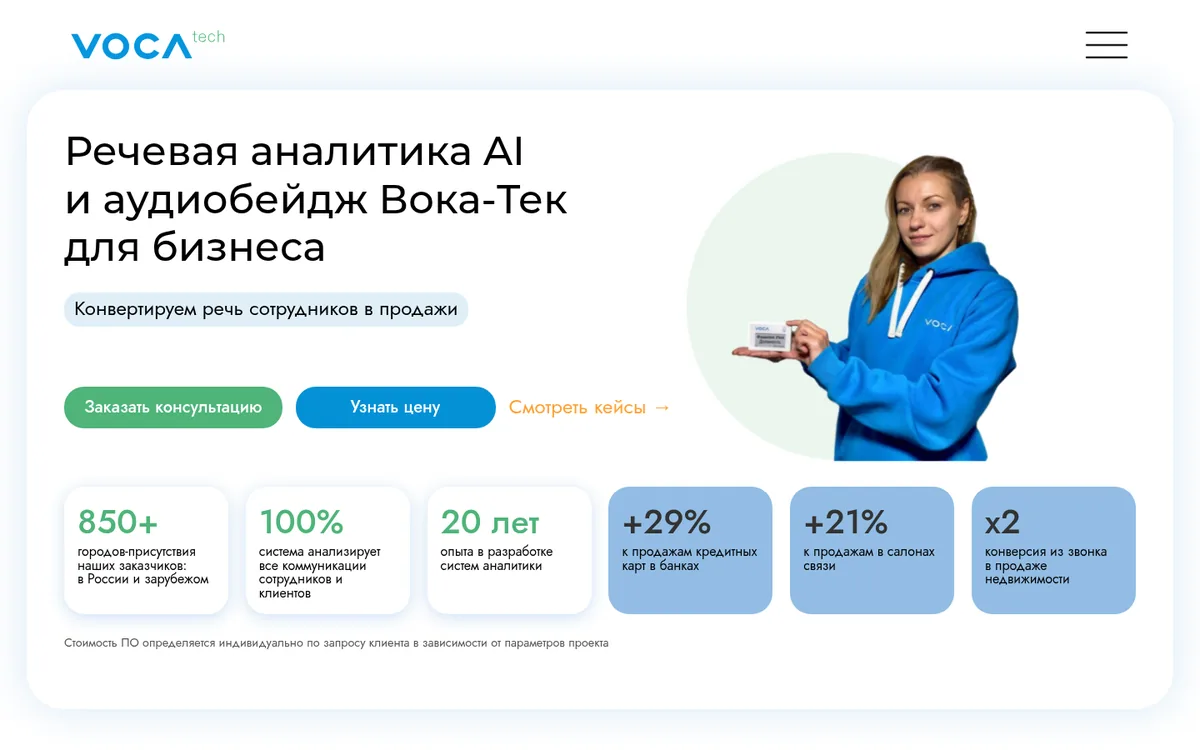 VOCA tech
Речевая аналитика AI
и аудиобейдж Вока-Тек
для бизнеса
Конвертируем речь сотрудников в продажи
Заказать консультацию
Узнать цену
Смотреть кейсы →
VOCA
VOCA
850+
городов-присутствия
наших заказчиков:
в России и зарубежом
100%
система анализирует
все коммуникации
сотрудников и
клиентов
20 лет
опыта в разработке
систем аналитики
+29%
к продажам кредитных
карт в банках
+21%
к продажам в салонах
связи
х2
конверсия из звонка
в продаже
недвижимости
Стоимость ПО определяется индивидуально по запросу клиента в зависимости от параметров проекта